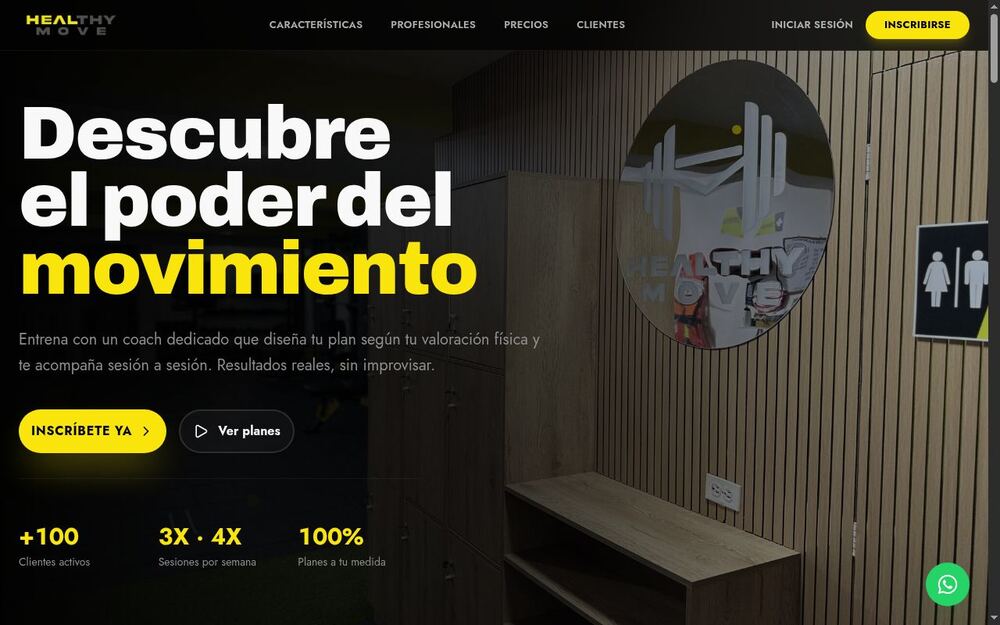 HEALTHY
MOVE
CARACTERÍSTICAS
PROFESIONALES
PRECIOS
CLIENTES
INICIAR SESIÓN
INSCRIBIRSE
Descubre
el poder del
movimiento
Entrena con un coach dedicado que diseña tu plan según tu valoración física y
te acompaña sesión a sesión. Resultados reales, sin improvisar.
INSCRÍBETE YA
Ver planes
+100
3X · 4X
100%
Clientes activos
Sesiones por semana
Planes a tu medida
HEALTHY
MOVE